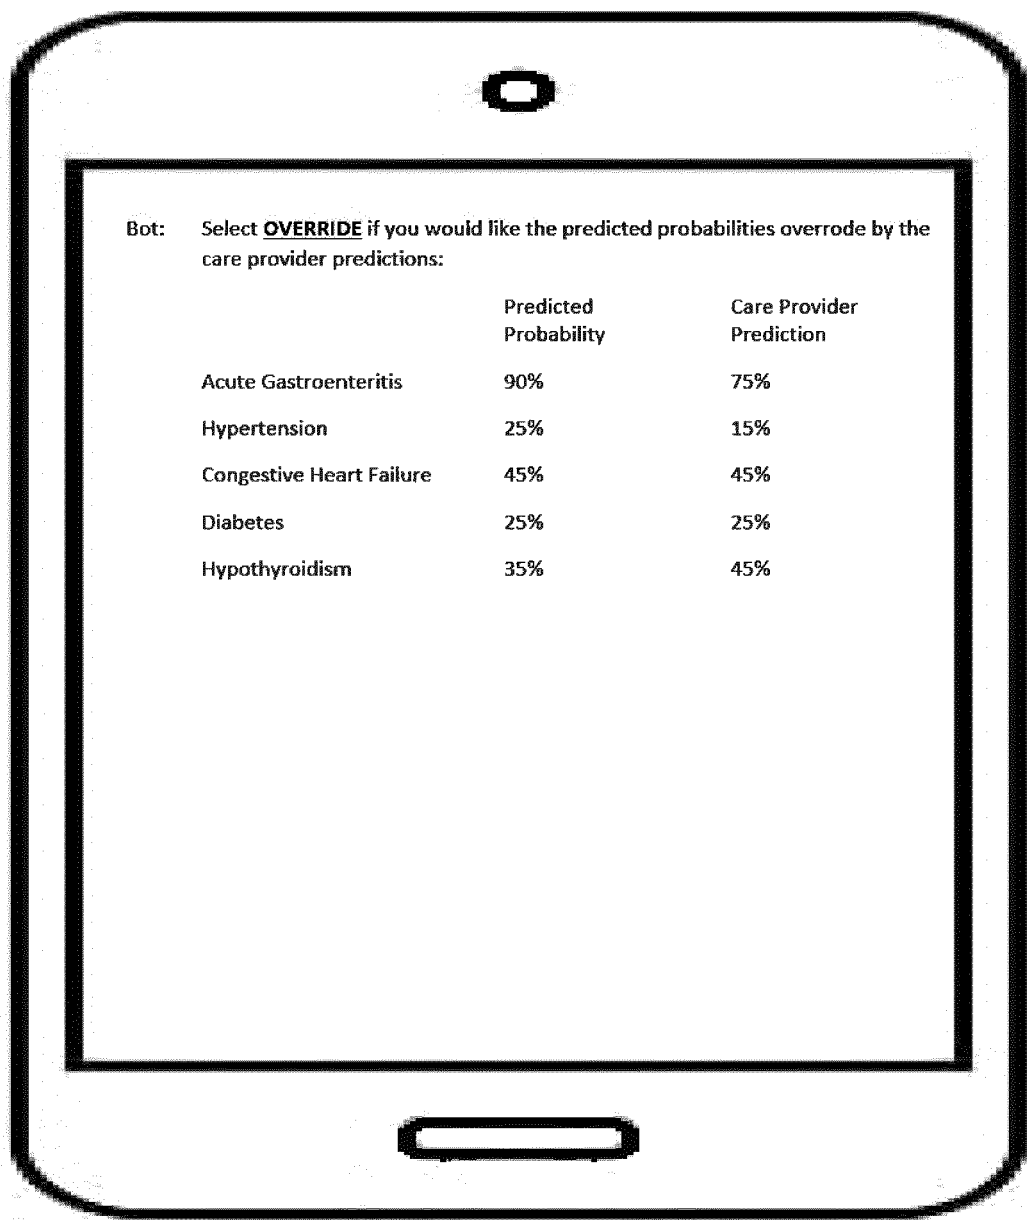 Bot: Select OVERRIDE if you would like the predicted probabilities overrode by the
care provider predictions:
Predicted Care Provider
Probability Prediction
Acute Gastroenteritis 90% 75%
Hypertension 25% 15%
Congestive Heart Failure 45% 45%
Diabetes 25% 25%
Hypothyroidism 35% 45%